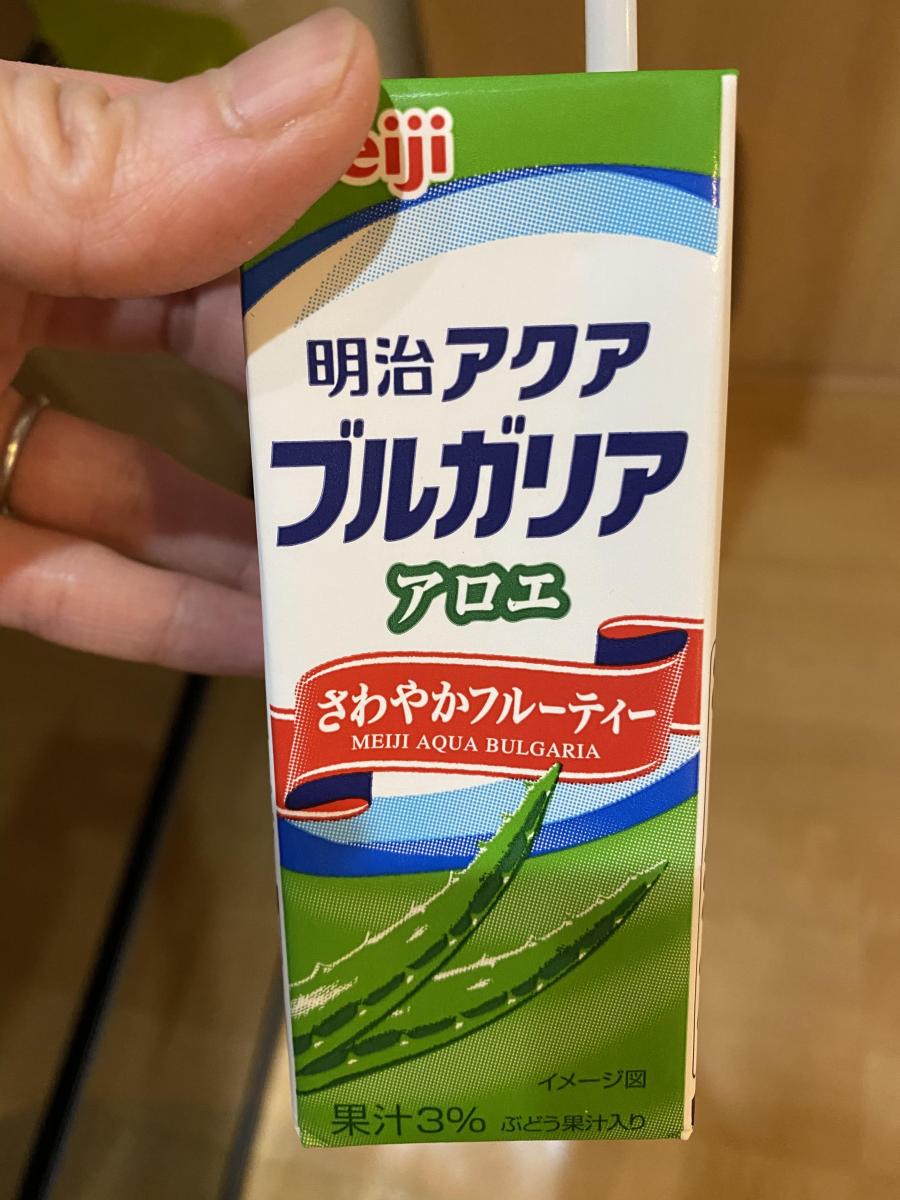 eiji
明治アクア
ブルガリア
アロエ
さわやかフルーティー
MEIJI AQUA BULGARIA
イメージ図
果汁3% ぶどう果汁入り